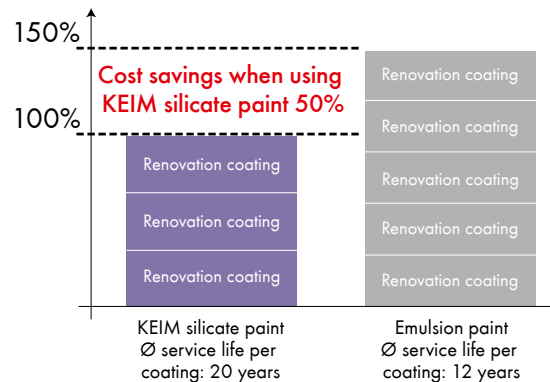 150%
Cost savings when using
KEIM silicate paint 50%
100%
Renovation coating
Renovation coating
Renovation coating
Renovation coating
Renovation coating
Renovation coating
Renovation coating
Renovation coating
KEIM silicate paint
Ø service life per
coating: 20 years
Emulsion paint
Ø service life per
coating: 12 years